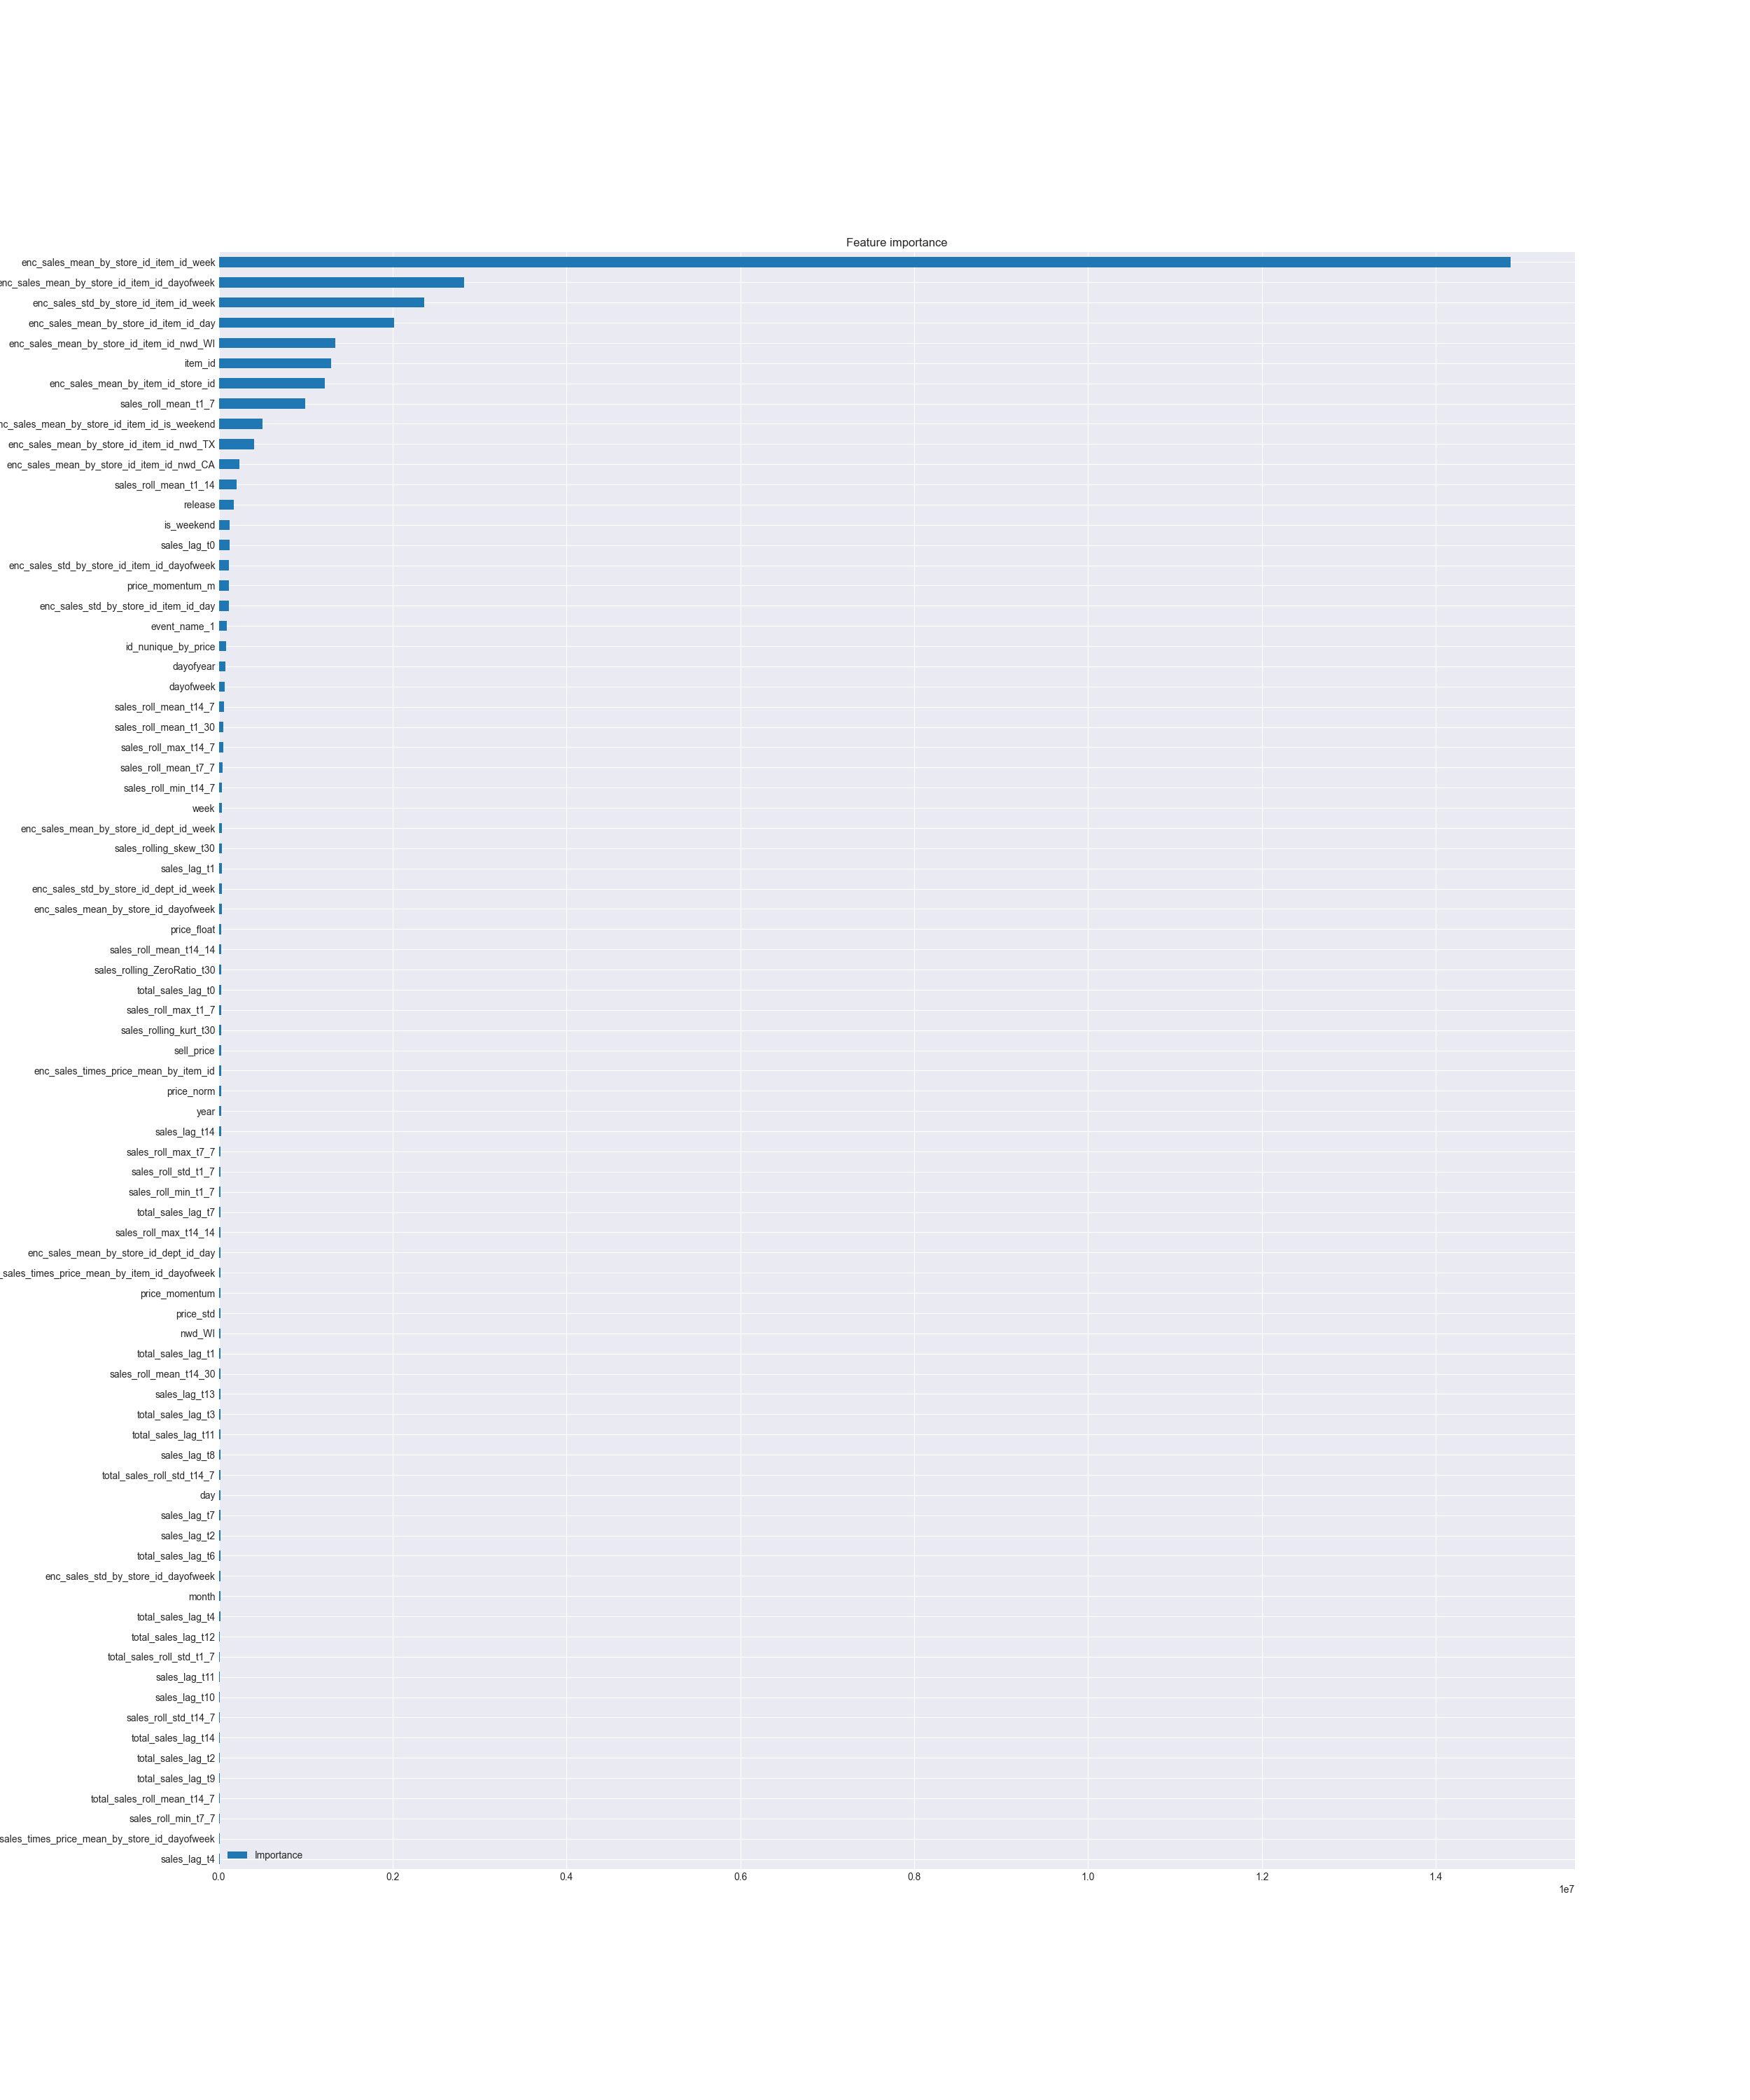 Feature importance
enc_sales_mean_by_store_id_item_id_week
enc_sales_mean_by_store_id_item_id_dayofweek
enc_sales_std_by_store_id_item_id_week
enc_sales_mean_by_store_id_item_id_day
enc_sales_mean_by_store_id_item_id_nwd_WI
item_id
enc_sales_mean_by_item_id_store_id
sales_roll_mean_t1_7
nc_sales_mean_by_store_id_item_id_is_weekend
enc_sales_mean_by_store_id_item_id_nwd_TX
enc_sales_mean_by_store_id_item_id_nwd_CA
sales_roll_mean_t1_14
release
is_weekend
sales_lag_t0
enc_sales_std_by_store_id_item_id_dayofweek
price_momentum_m
enc_sales_std_by_store_id_item_id_day
event_name_1
id_nunique_by_price
dayofyear
dayofweek
sales_roll_mean_t14_7
sales_roll_mean_t1_30
sales_roll_max_t14_7
sales_roll_mean_t7_7
sales_roll_min_t14_7
week
enc_sales_mean_by_store_id_dept_id_week
sales_rolling_skew_t30
sales_lag_t1
enc_sales_std_by_store_id_dept_id_week
enc_sales_mean_by_store_id_dayofweek
price_float
sales_roll_mean_t14_14
sales_rolling_ZeroRatio_t30
total_sales_lag_t0
sales_roll_max_t1_7
sales_rolling_kurt_t30
sell_price
enc_sales_times_price_mean_by_item_id
price_norm
year
sales_lag_t14
sales_roll_max_t7_7
sales_roll_std_t1_7
sales_roll_min_t1_7
total_sales_lag_t7
sales_roll_max_t14_14
enc_sales_mean_by_store_id_dept_id_day
_sales_times_price_mean_by_item_id_dayofweek
price_momentum
price_std
nwd_WI
total_sales_lag_t1
sales_roll_mean_t14_30
sales_lag_t13
total_sales_lag_t3
total_sales_lag_t11
sales_lag_t8
total_sales_roll_std_t14_7
day
sales_lag_t7
sales_lag_t2
total_sales_lag_t6
enc_sales_std_by_store_id_dayofweek
month
total_sales_lag_t4
total_sales_lag_t12
total_sales_roll_std_t1_7
sales_lag_t11
sales_lag_t10
sales_roll_std_t14_7
total_sales_lag_t14
total_sales_lag_t2
total_sales_lag_t9
total_sales_roll_mean_t14_7
sales_roll_min_t7_7
sales_times_price_mean_by_store_id_dayofweek
sales_lag_t4
Importance
0.0 0.2 0.4 0.6 0.8 1.0 1.2 1.4
1e7